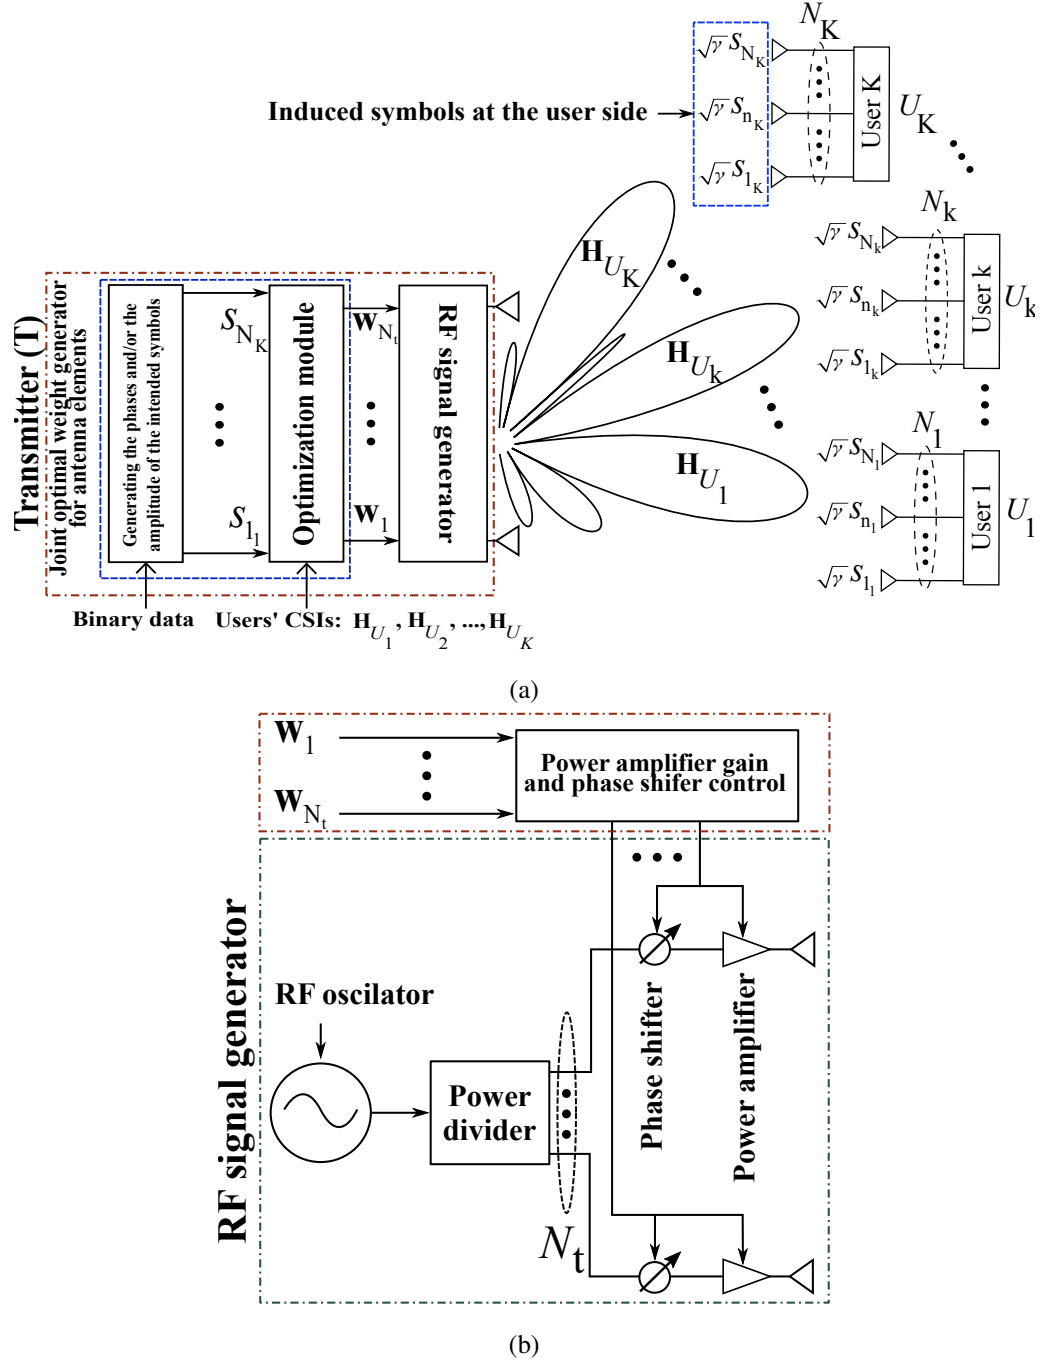 N_K
√γ S_{N_K}
√γ S_{n_K}
√γ S_{1_K}
User K
U_K
Induced symbols at the user side
N_k
√γ S_{N_k}
√γ S_{n_k}
√γ S_{1_k}
User k
U_k
N_1
√γ S_{N_1}
√γ S_{n_1}
√γ S_{1_1}
User 1
U_1
H_{U_K}
H_{U_k}
H_{U_1}
Transmitter (T)
Joint optimal weight generator
for antenna elements
Generating the phases and/or the
amplitude of the intended symbols
S_{N_K}
S_{1_1}
Optimization module
w_{N_t}
w_1
RF signal generator
Binary data
Users' CSIs: H_{U_1}, H_{U_2}, ..., H_{U_K}
(a)
w_1
w_{N_t}
Power amplifier gain
and phase shifer control
RF signal generator
RF oscilator
Power
divider
N_t
Phase shifter
Power amplifier
(b)